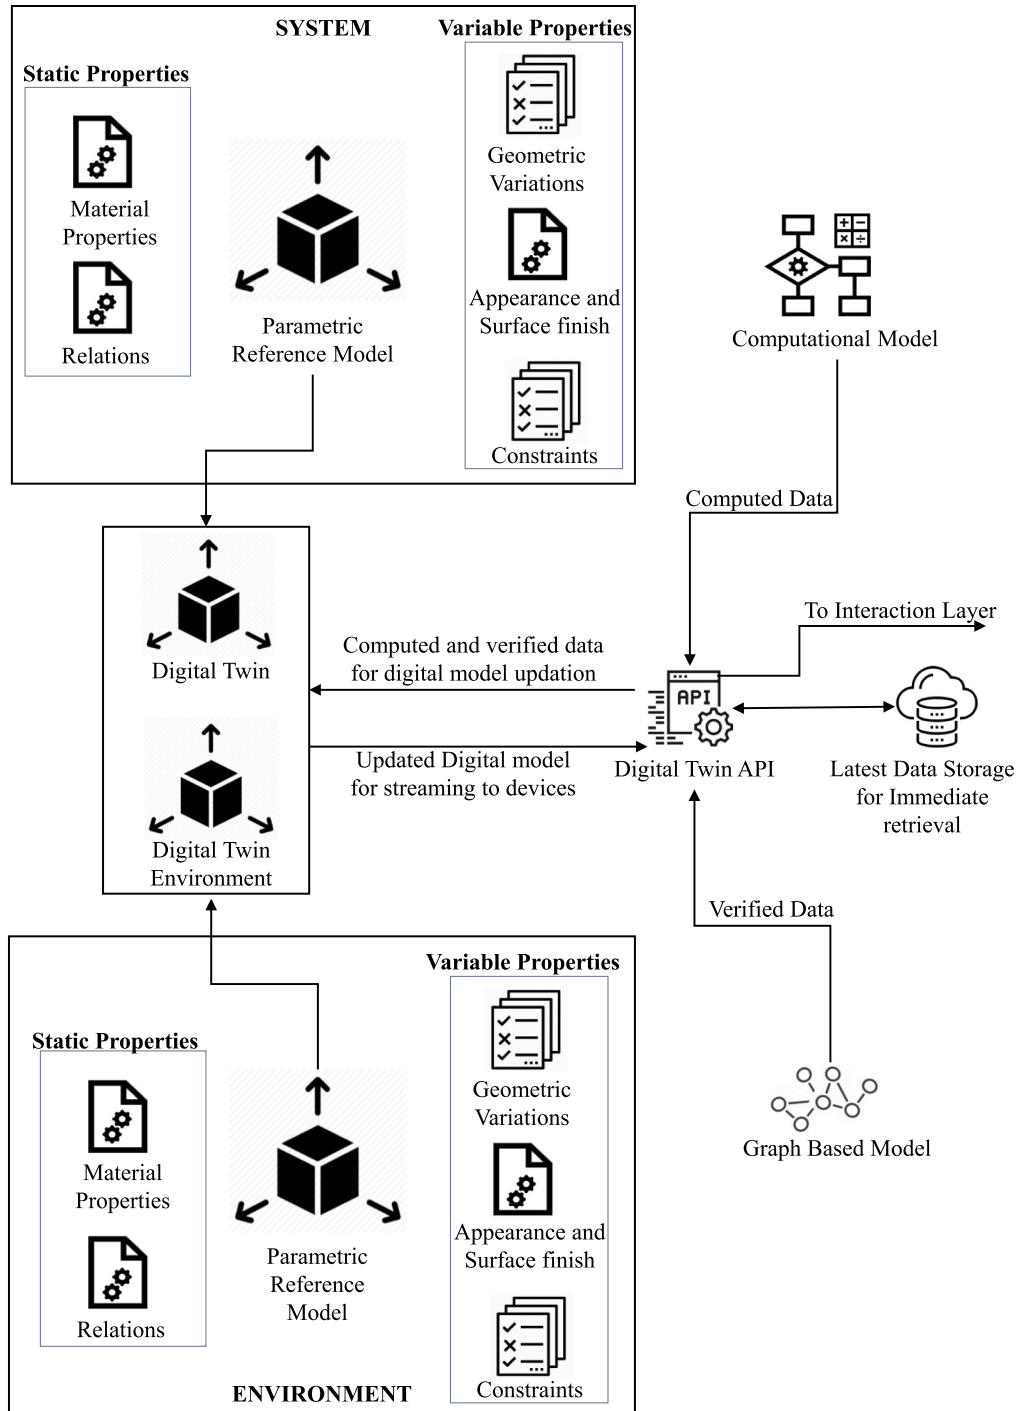 SYSTEM
Variable Properties
Static Properties
Material
Properties
Relations
Parametric
Reference Model
Geometric
Variations
Appearance and
Surface finish
Constraints
Computational Model
Computed Data
To Interaction Layer
Digital Twin
Computed and verified data
for digital model updation
API
Updated Digital model
for streaming to devices
Digital Twin API
Latest Data Storage
for Immediate
retrieval
Digital Twin
Environment
Verified Data
Variable Properties
Static Properties
Material
Properties
Relations
Parametric
Reference
Model
Geometric
Variations
Appearance and
Surface finish
Constraints
Graph Based Model
ENVIRONMENT